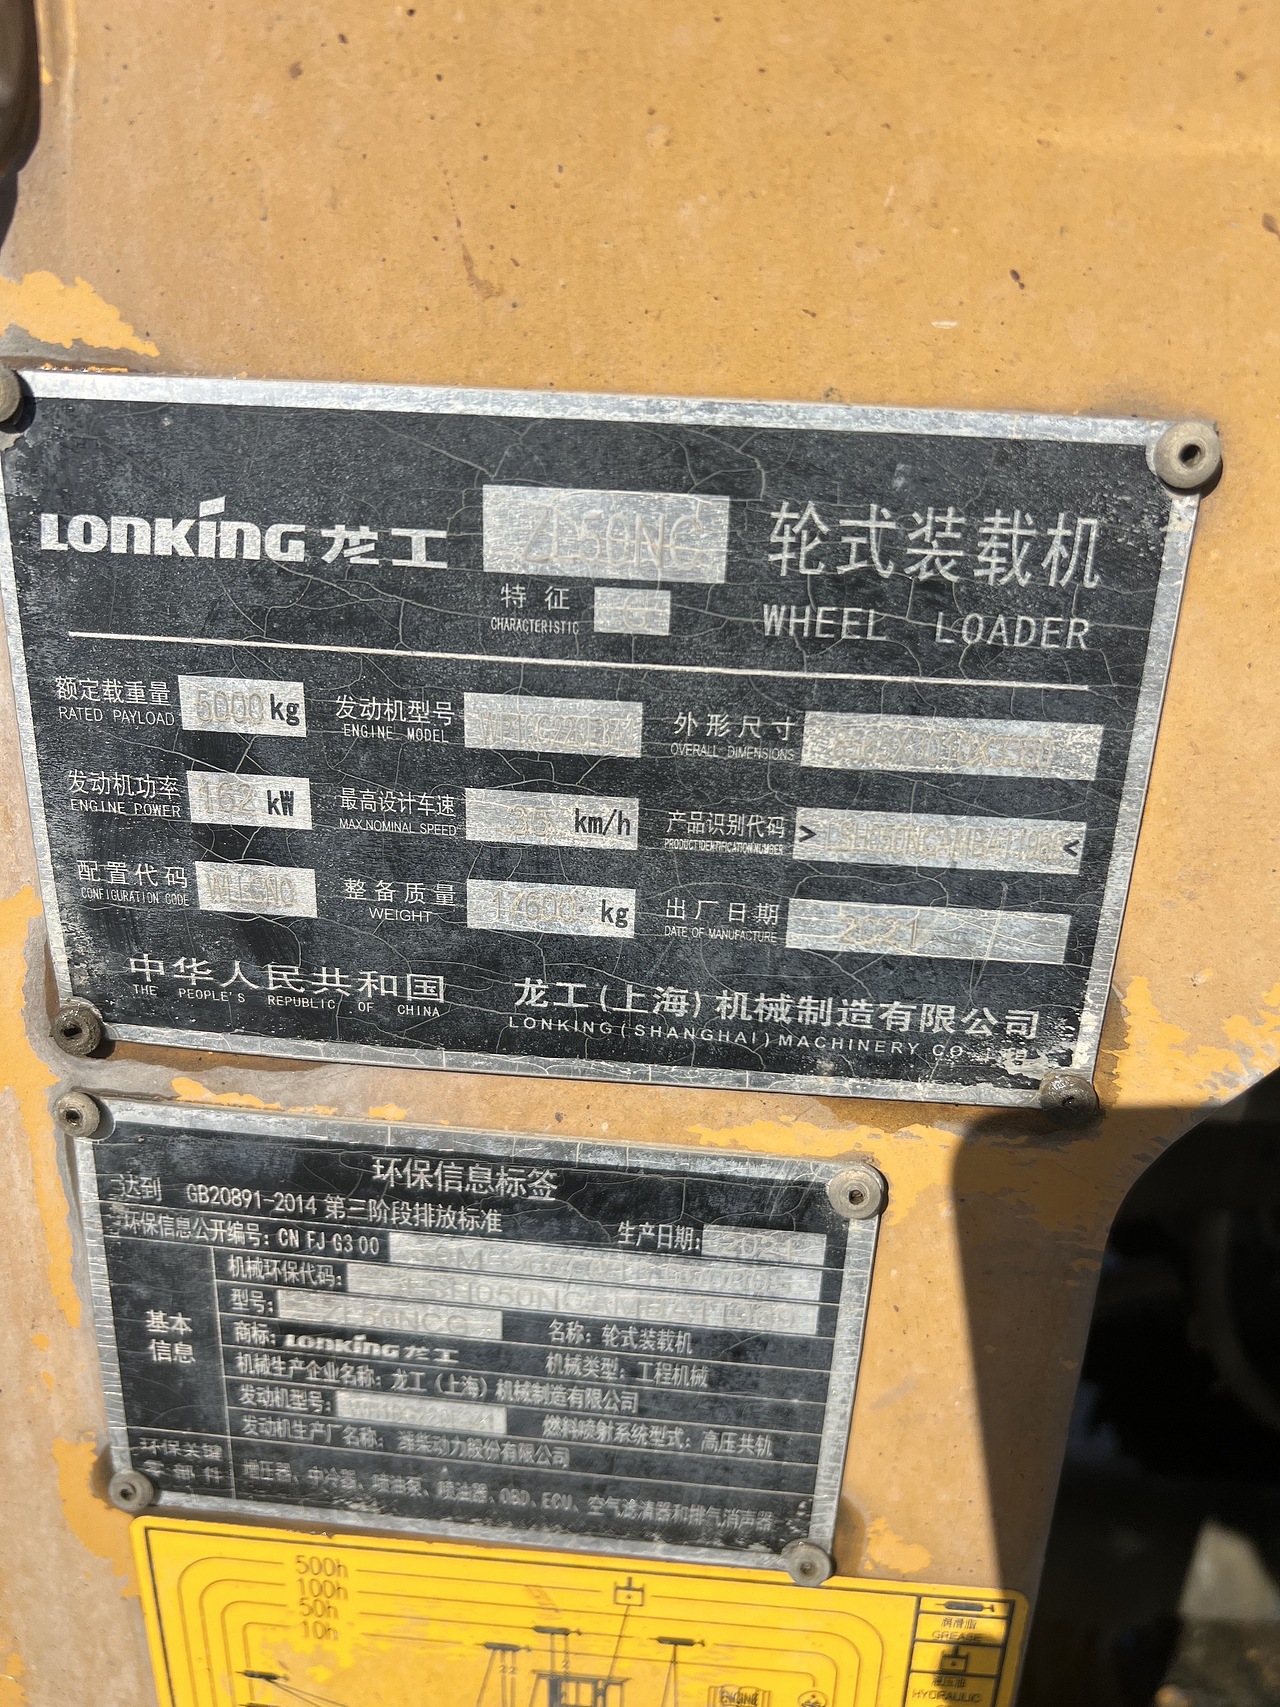 LONKING 龙工 ZL50NC 轮式装载机
特征 G
CHARACTERISTIC
WHEEL LOADER
额定载重量 5000 kg 发动机型号 外形尺寸
RATED PAYLOAD ENGINE MODEL OVERALL DIMENSIONS
发动机功率 162 kW 最高设计车速 km/h 产品识别代码 > <
ENGINE POWER MAX.NOMINAL SPEED PRODUCT IDENTIFICATION NUMBER
配置代码 整备质量 kg 出厂日期 2021
CONFIGURATION CODE WEIGHT DATE OF MANUFACTURE
中华人民共和国 龙工(上海)机械制造有限公司
THE PEOPLE'S REPUBLIC OF CHINA LONKING(SHANGHAI)MACHINERY CO.
环保信息标签
达到 GB20891-2014 第三阶段排放标准 生产日期: 2021
环保信息公开编号: CN FJ G3 00
机械环保代码:
型号: ZL50NCG
基本信息
商标: LONKING 龙工 名称: 轮式装载机
机械生产企业名称: 龙工(上海)机械制造有限公司 机械类型: 工程机械
发动机型号: 燃料喷射系统型式: 高压共轨
发动机生产厂名称: 潍柴动力股份有限公司
环保关键零部件 增压器、中冷器、喷油泵、喷油器、OBD、ECU、空气滤清器和排气消声器
500h
100h
50h
10h
润滑脂
GREASE
液压油
HYDRAULIC
ENGINE